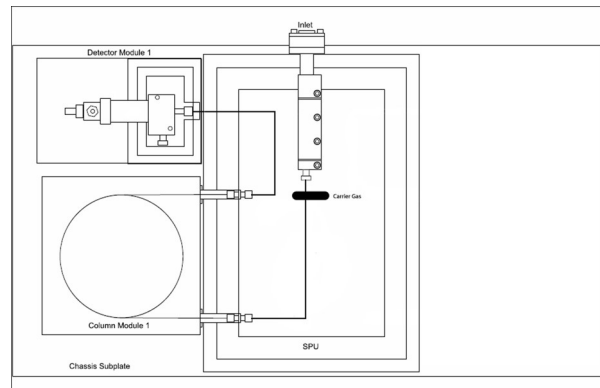 Inlet
Detector Module 1
Carrier Gas
Column Module 1
SPU
Chassis Subplate